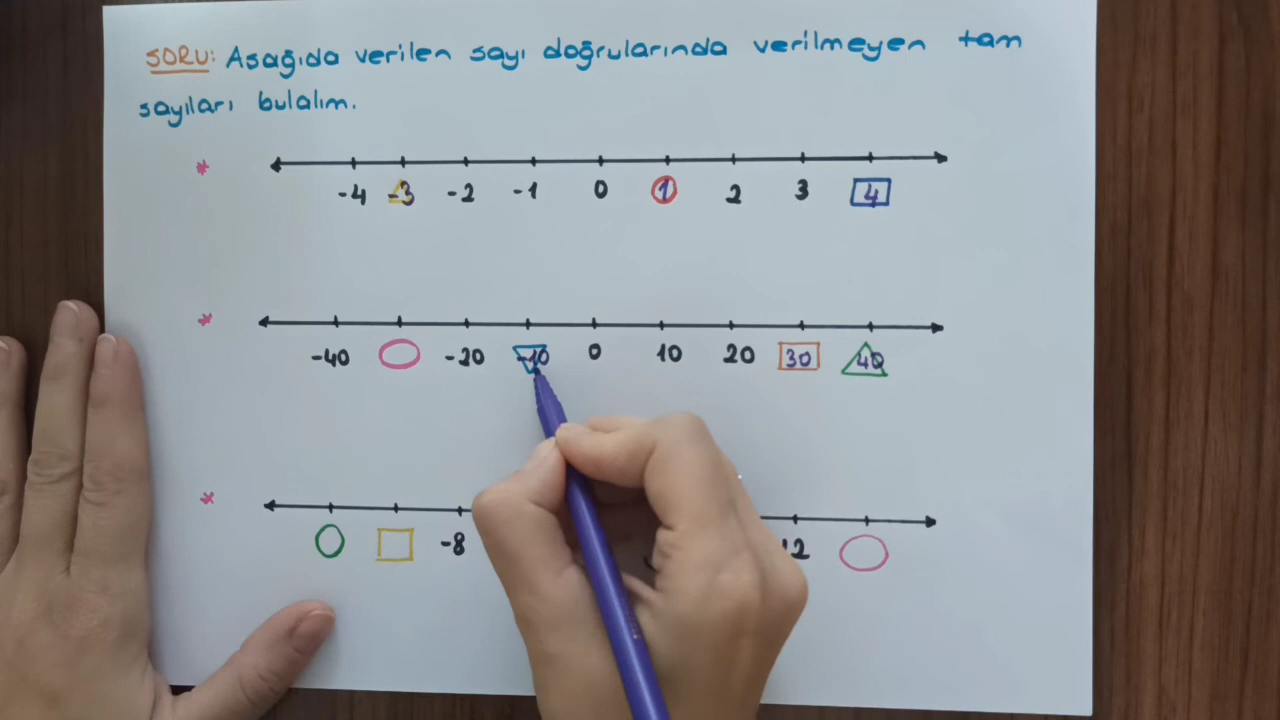 SORU: Aşağıda verilen sayı doğrularında verilmeyen tam
sayıları bulalım.
* -4 -3 -2 -1 0 1 2 3 4
* -40 -20 -10 0 10 20 30 40
* -8 12